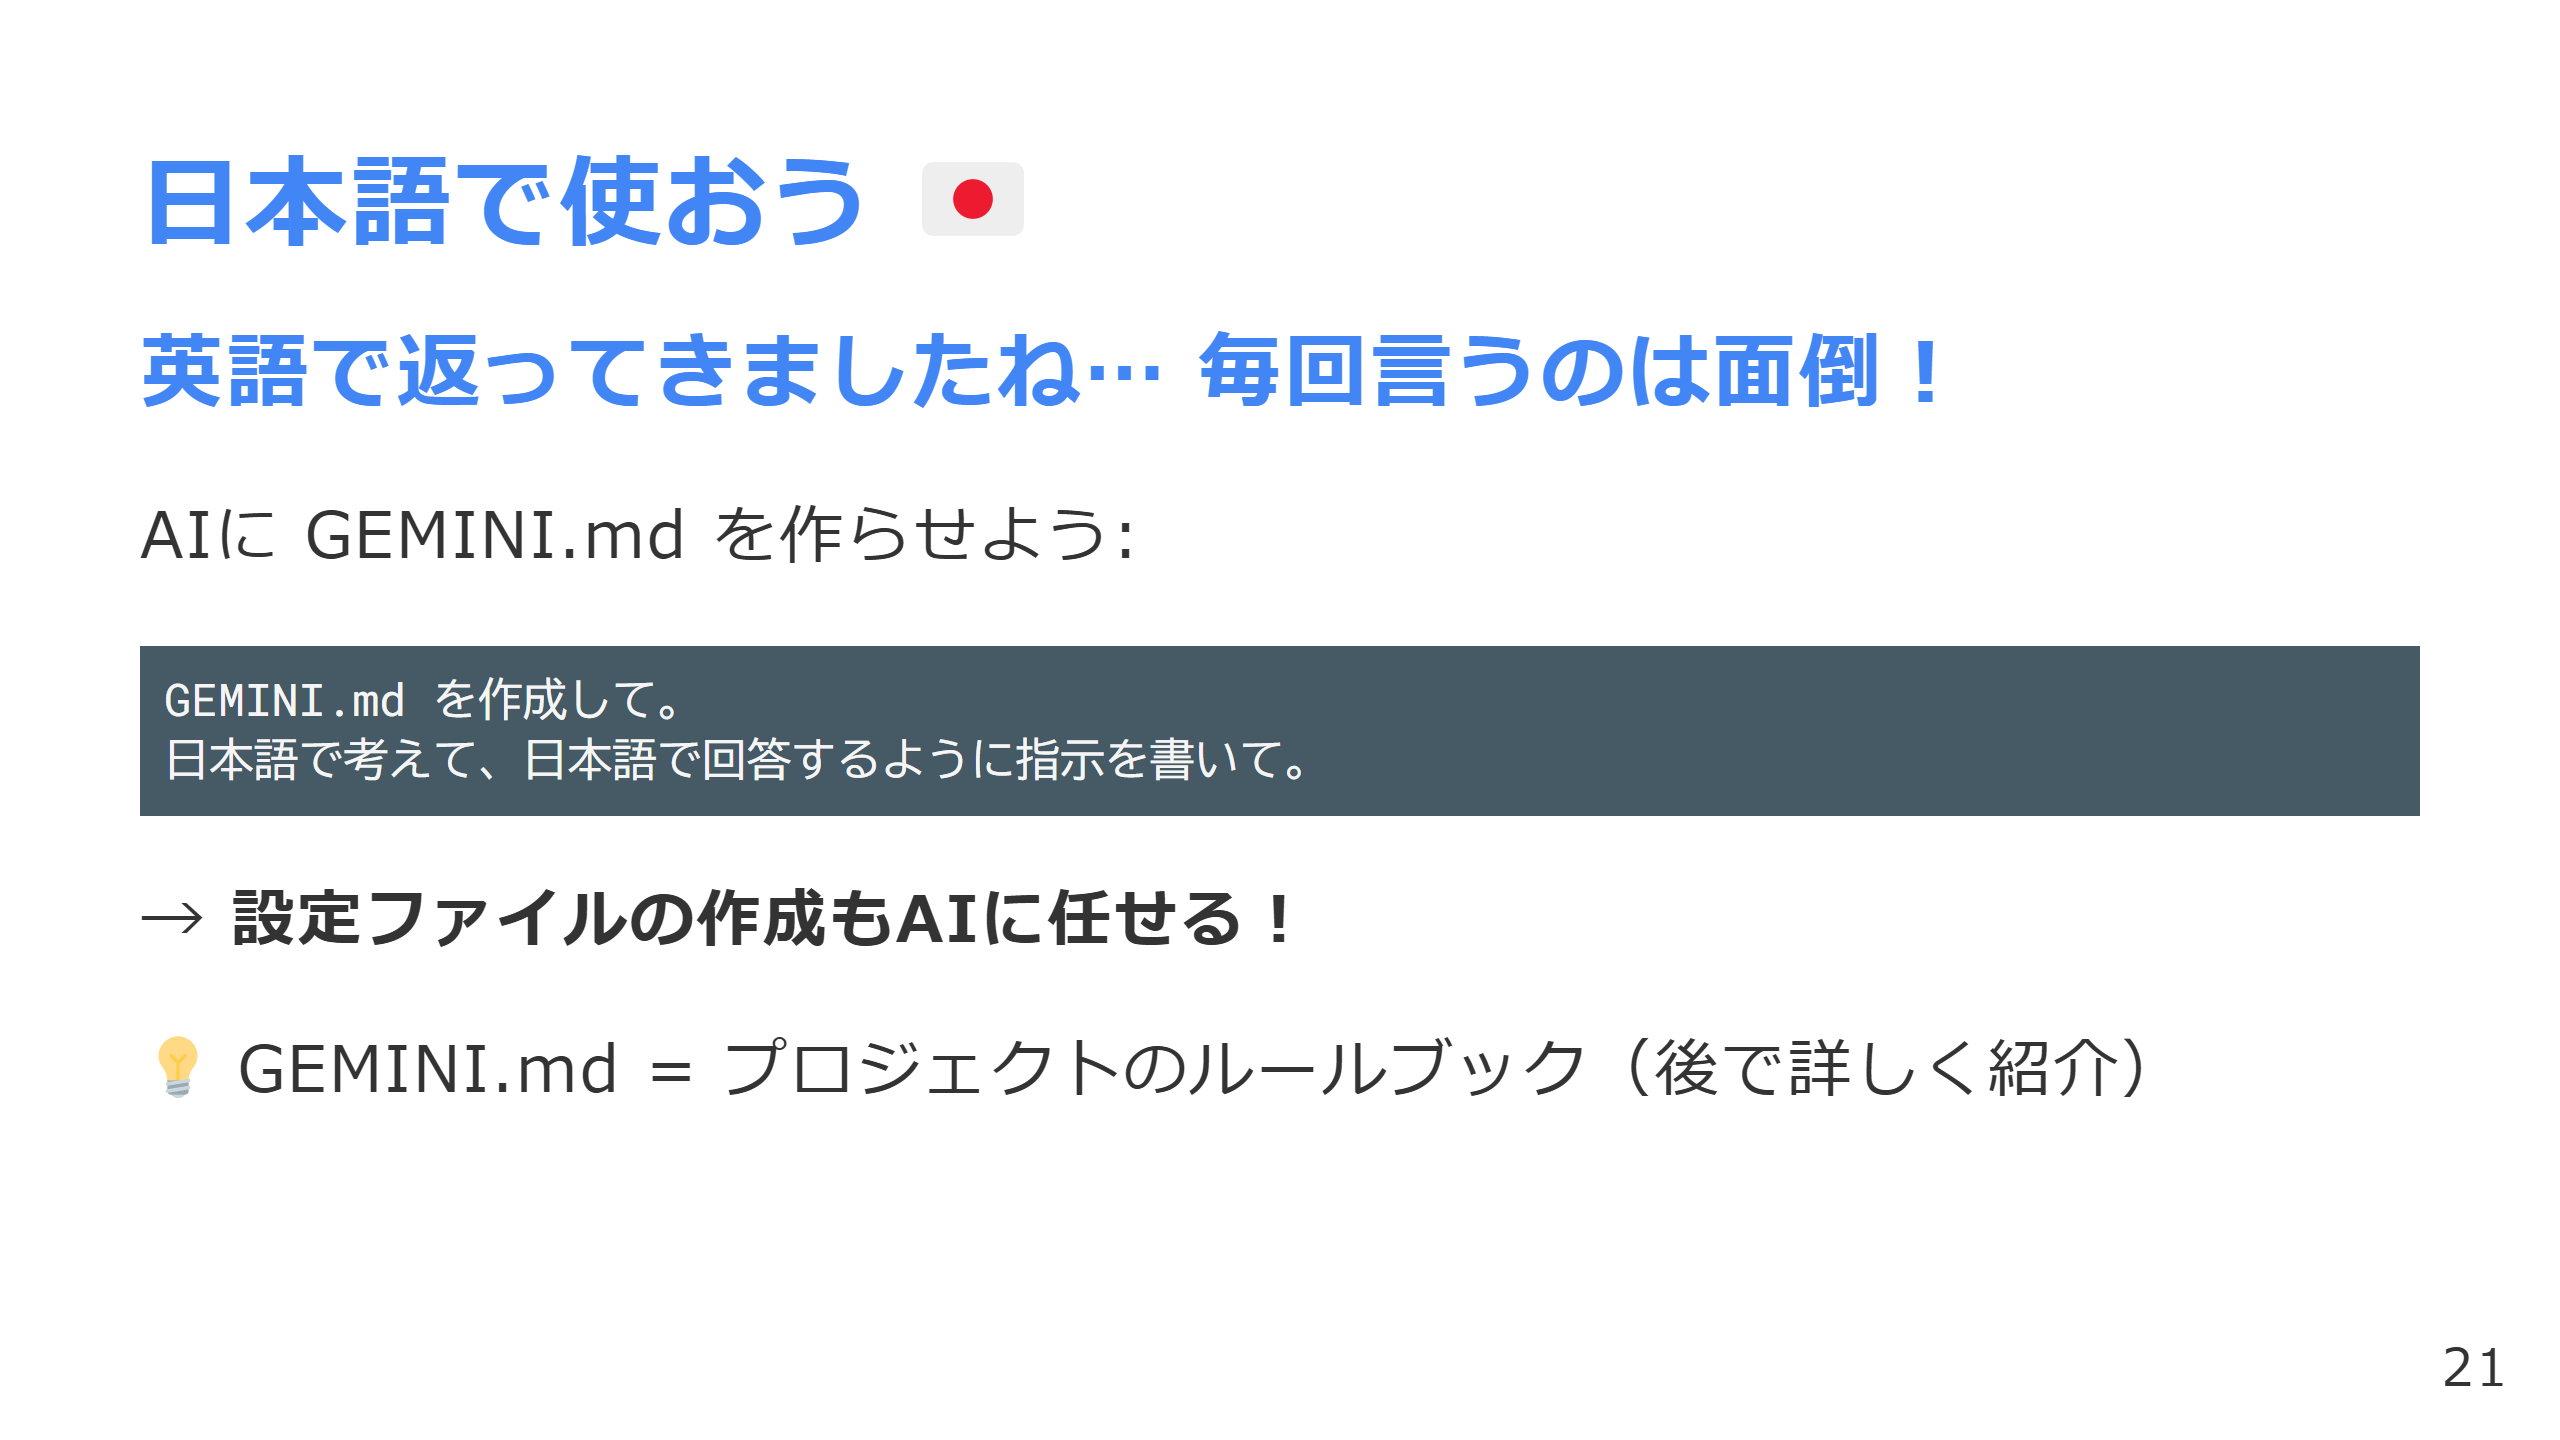 日本語で使おう 🇯🇵
英語で返ってきましたね… 毎回言うのは面倒！
AIに GEMINI.md を作らせよう:
GEMINI.md を作成して。
日本語で考えて、日本語で回答するように指示を書いて。
→ 設定ファイルの作成もAIに任せる！
💡 GEMINI.md = プロジェクトのルールブック（後で詳しく紹介）
21